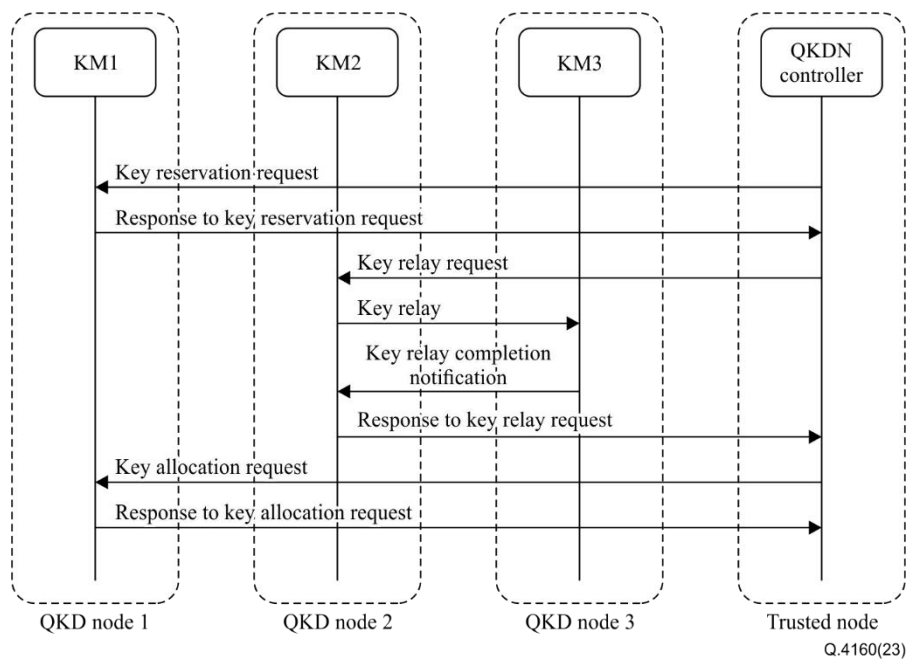 KM1
KM2
KM3
QKDN
controller
Key reservation request
Response to key reservation request
Key relay request
Key relay
Key relay completion
notification
Response to key relay request
Key allocation request
Response to key allocation request
QKD node 1
QKD node 2
QKD node 3
Trusted node
Q.4160(23)